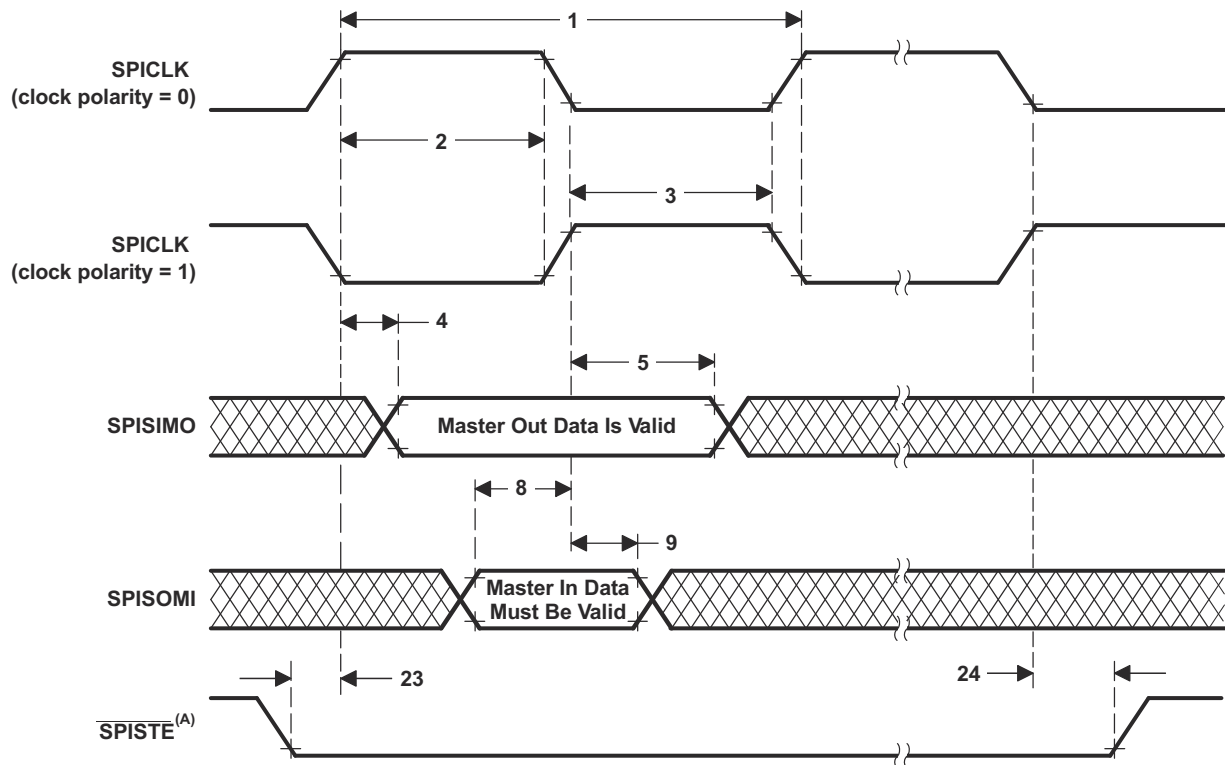 1
SPICLK
(clock polarity = 0)
2
3
SPICLK
(clock polarity = 1)
4
5
SPISIMO
Master Out Data Is Valid
8
9
SPISOMI
Master In Data
Must Be Valid
23
24
SPISTE(A)